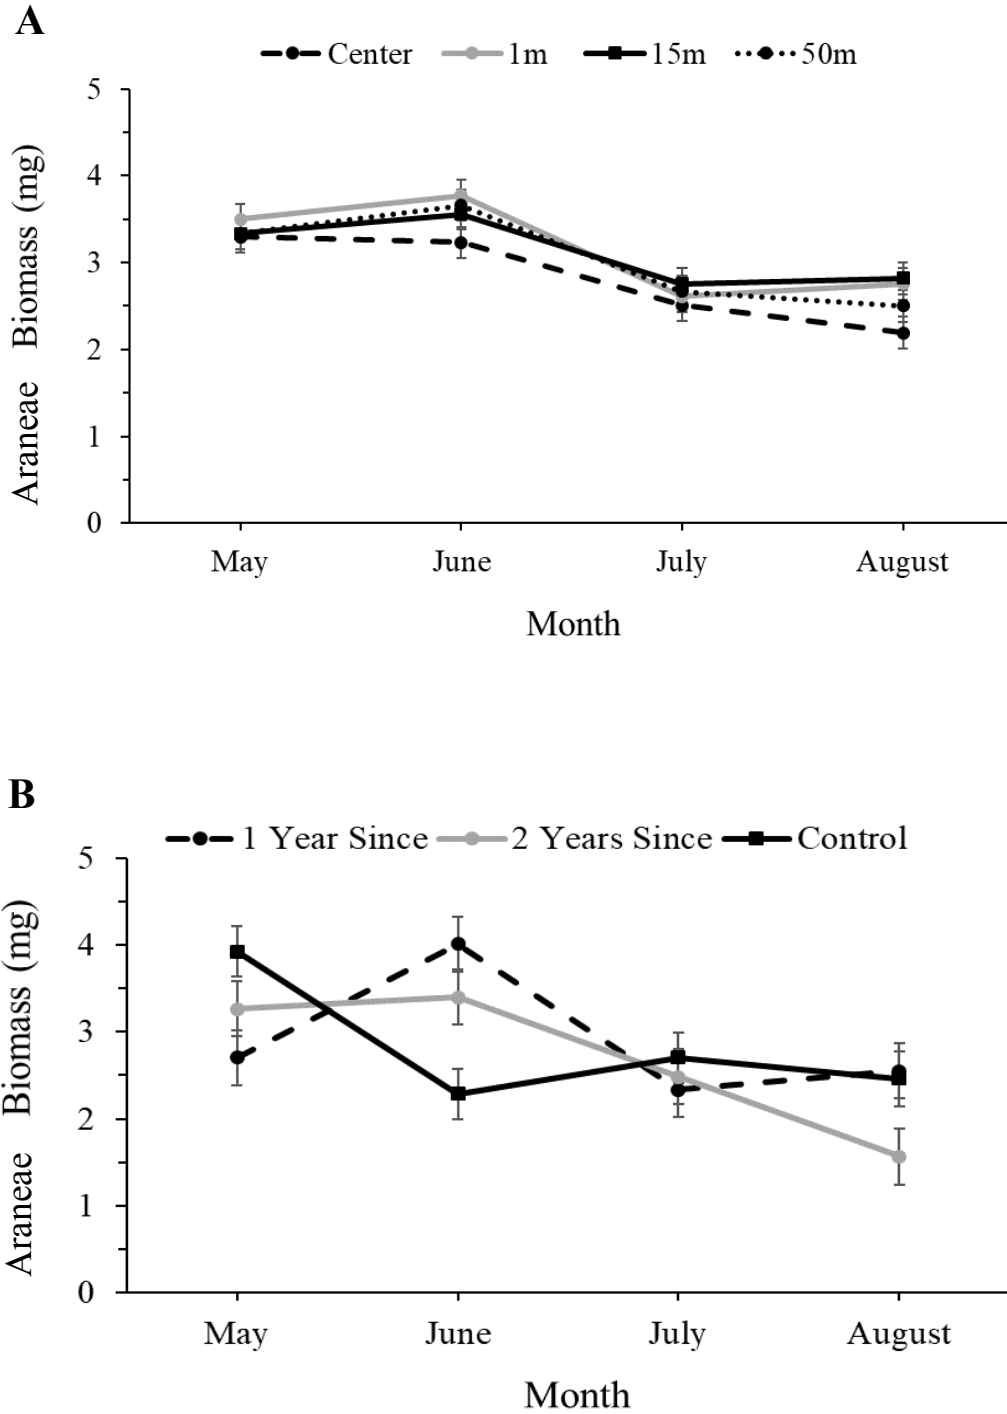 A
Center 1m 15m 50m
5
4
3
2
1
0
Araneae Biomass (mg)
May June July August
Month
B
1 Year Since 2 Years Since Control
5
4
3
2
1
0
Araneae Biomass (mg)
May June July August
Month